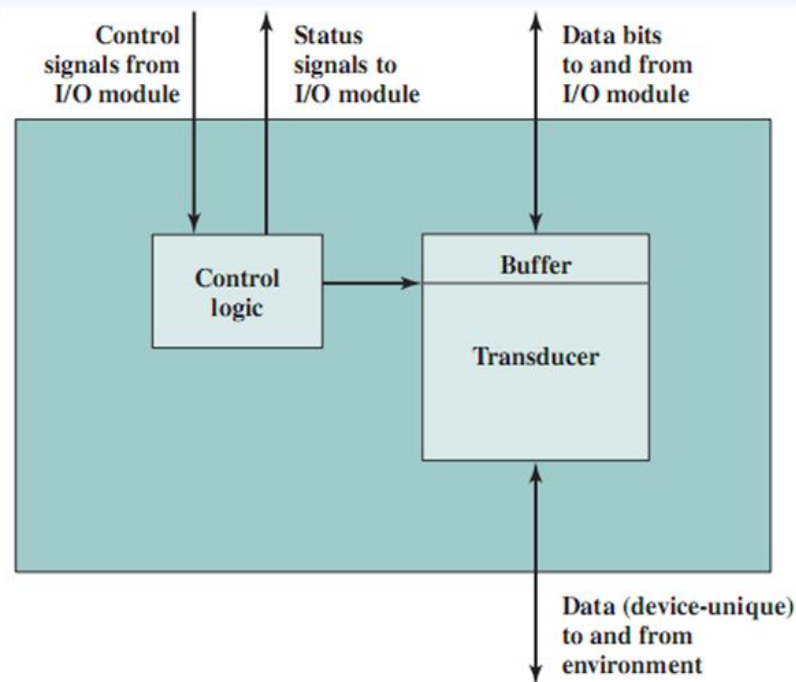 Control
signals from
I/O module
Status
signals to
I/O module
Data bits
to and from
I/O module
Control
logic
Buffer
Transducer
Data (device-unique)
to and from
environment